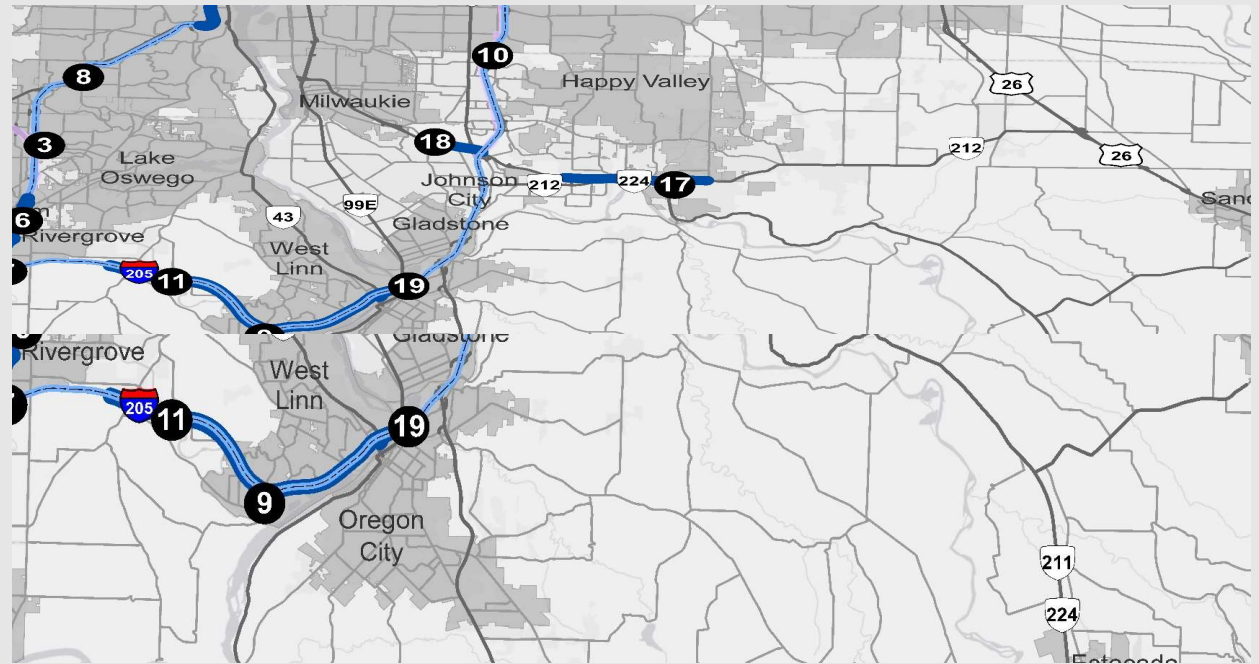 10
8
Happy Valley
26
Milwaukie
18
3
212
26
Lake
Oswego
Johnson
City
212
224
17
99E
43
6
Gladstone
Rivergrove
West
Linn
205
11
19
Gladstone
Rivergrove
West
Linn
205
11
19
9
Oregon
City
211
224